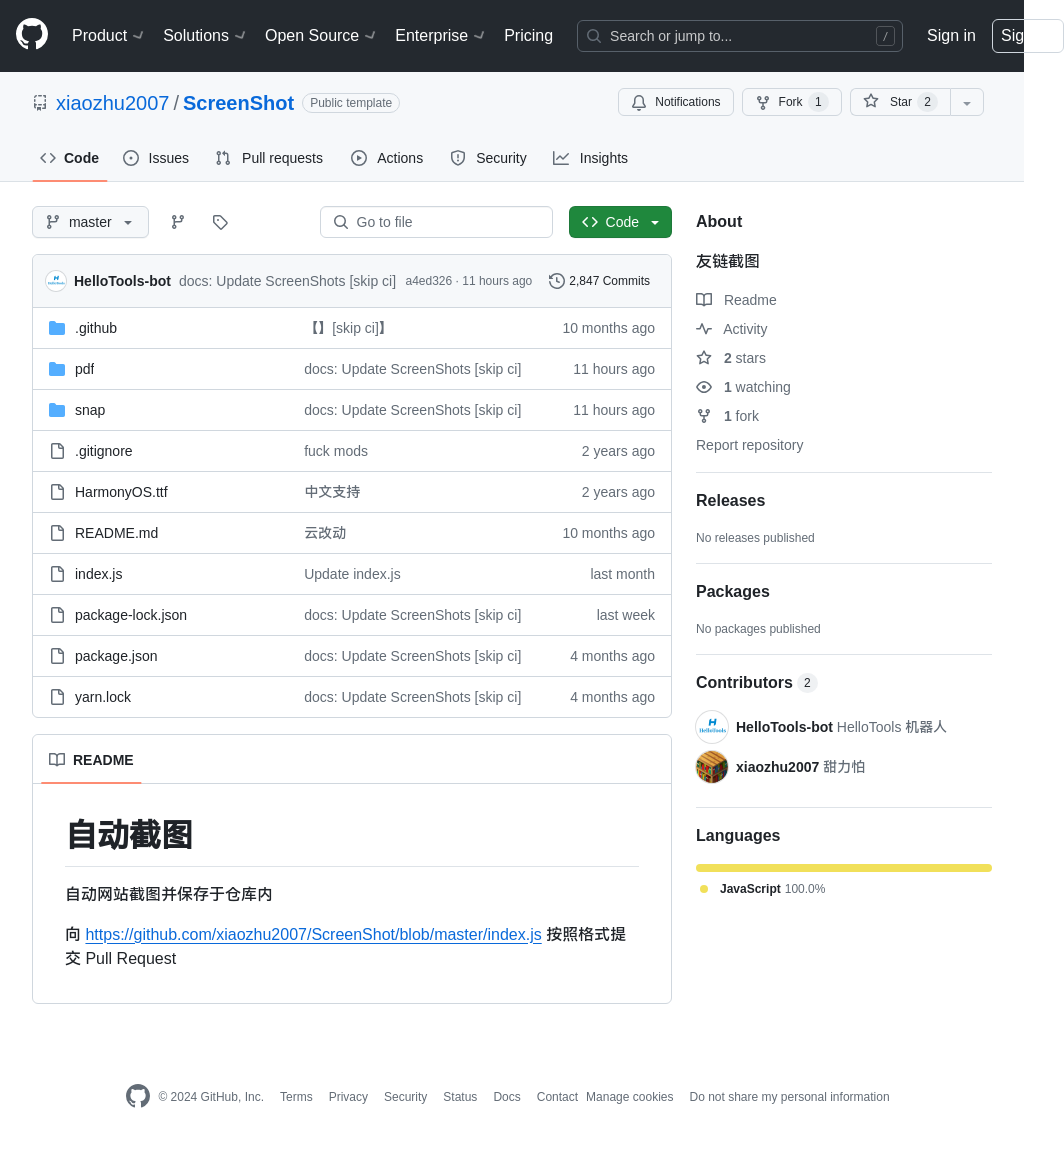 Product Solutions Open Source Enterprise Pricing Search or jump to... / Sign in Sig
xiaozhu2007 / ScreenShot Public template Notifications Fork 1 Star 2
Code Issues Pull requests Actions Security Insights
master Go to file Code
HelloTools-bot docs: Update ScreenShots [skip ci] a4ed326 · 11 hours ago 2,847 Commits
.github 【】[skip ci]】 10 months ago
pdf docs: Update ScreenShots [skip ci] 11 hours ago
snap docs: Update ScreenShots [skip ci] 11 hours ago
.gitignore fuck mods 2 years ago
HarmonyOS.ttf 中文支持 2 years ago
README.md 云改动 10 months ago
index.js Update index.js last month
package-lock.json docs: Update ScreenShots [skip ci] last week
package.json docs: Update ScreenShots [skip ci] 4 months ago
yarn.lock docs: Update ScreenShots [skip ci] 4 months ago
README
自动截图
自动网站截图并保存于仓库内
向 https://github.com/xiaozhu2007/ScreenShot/blob/master/index.js 按照格式提
交 Pull Request
About
友链截图
Readme
Activity
2 stars
1 watching
1 fork
Report repository
Releases
No releases published
Packages
No packages published
Contributors 2
HelloTools-bot HelloTools 机器人
xiaozhu2007 甜力怕
Languages
JavaScript 100.0%
© 2024 GitHub, Inc. Terms Privacy Security Status Docs Contact Manage cookies Do not share my personal information